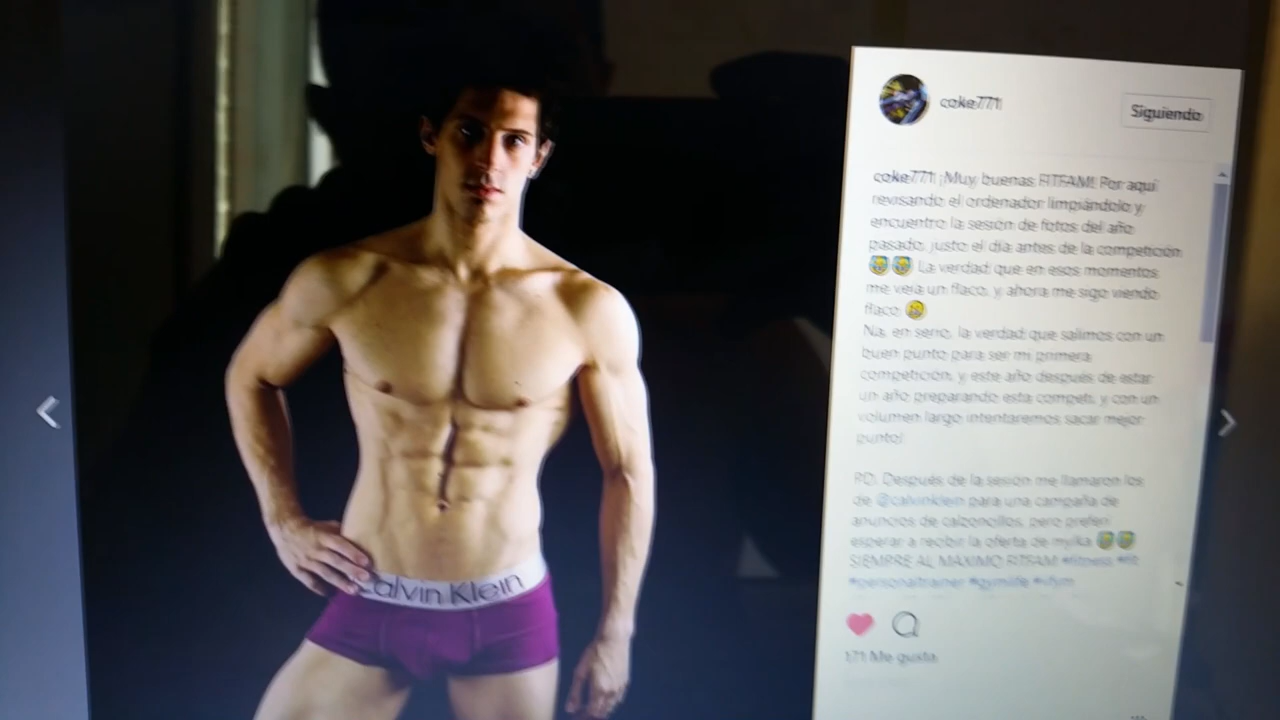 coke771
Siguiendo
coke771 ¡Muy buenas FITFAM! Por aquí
revisando el ordenador limpiándolo y
encuentro la sesión de fotos del año
pasado, justo el día antes de la competición
La verdad que en esos momentos
me veía un flaco, y ahora me sigo viendo
flaco
Na, en serio, la verdad que salimos con un
buen punto para ser mi primera
competición, y este año después de estar
un año preparando esta competi, y con un
volumen largo intentaremos sacar mejor
punto!
PD. Después de la sesión me llamaron los
de @calvinklein para una campaña de
anuncios de calzoncillos, pero preferí
esperar a recibir la oferta de mylka
SIEMPRE AL MÁXIMO FITFAM #fitness #fit
#personaltrainer #gymlife #ifym
171 Me gusta
Calvin Klein